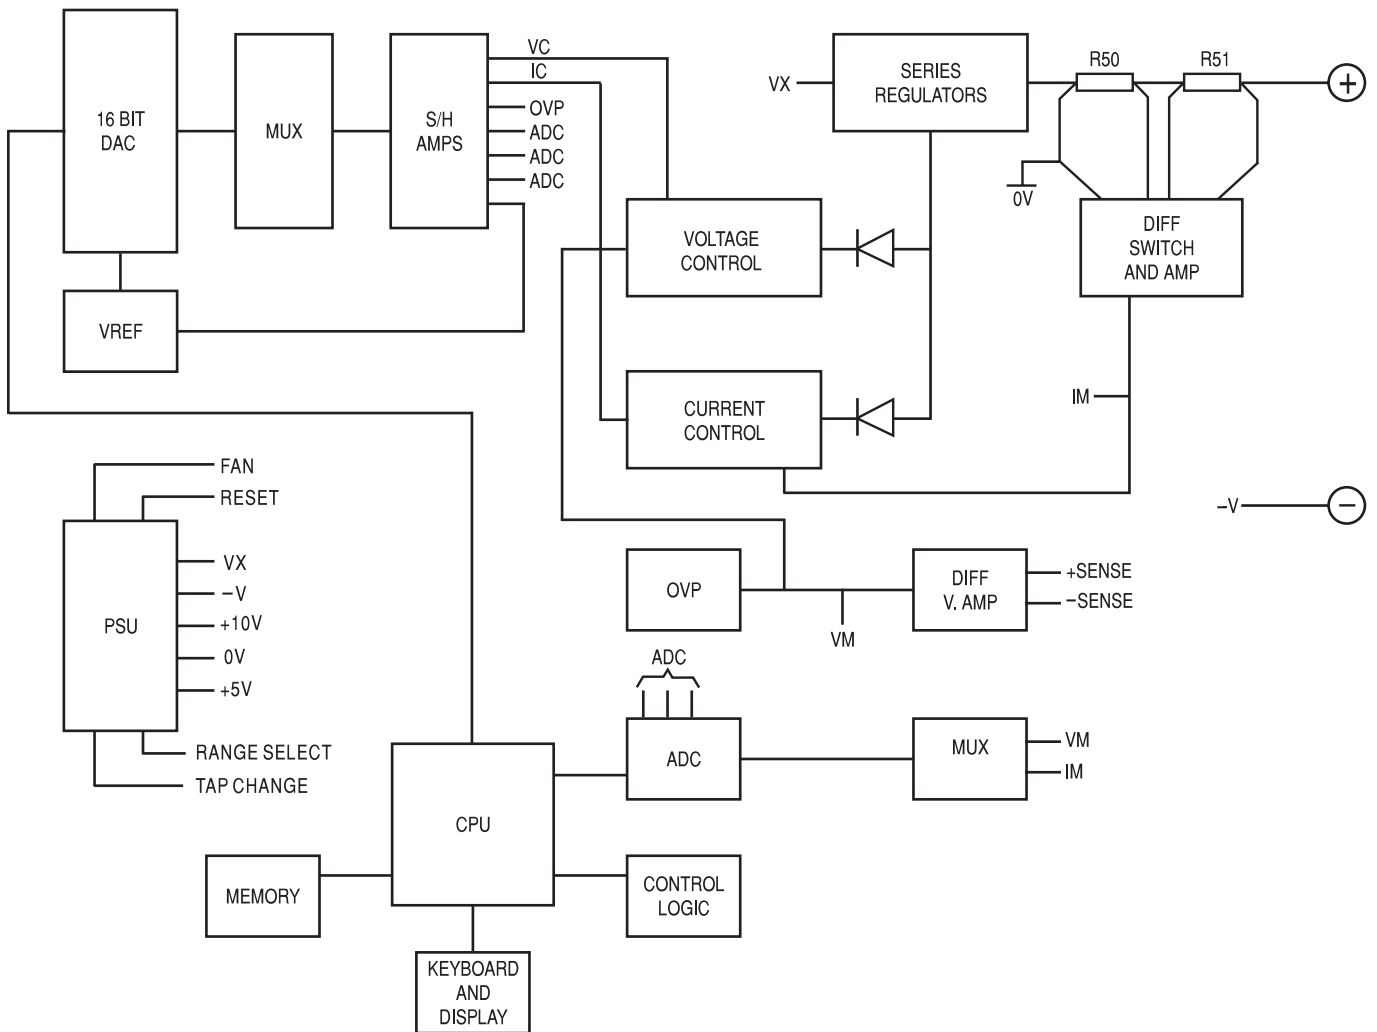 16 BIT
DAC
MUX
S/H
AMPS
VC
IC
OVP
ADC
ADC
ADC
VX
SERIES
REGULATORS
R50
R51
+
0V
VOLTAGE
CONTROL
DIFF
SWITCH
AND AMP
VREF
CURRENT
CONTROL
IM
–V
−
FAN
RESET
PSU
VX
–V
+10V
0V
+5V
RANGE SELECT
TAP CHANGE
OVP
VM
DIFF
V. AMP
+SENSE
–SENSE
ADC
ADC
MUX
VM
IM
CPU
MEMORY
CONTROL
LOGIC
KEYBOARD
AND
DISPLAY